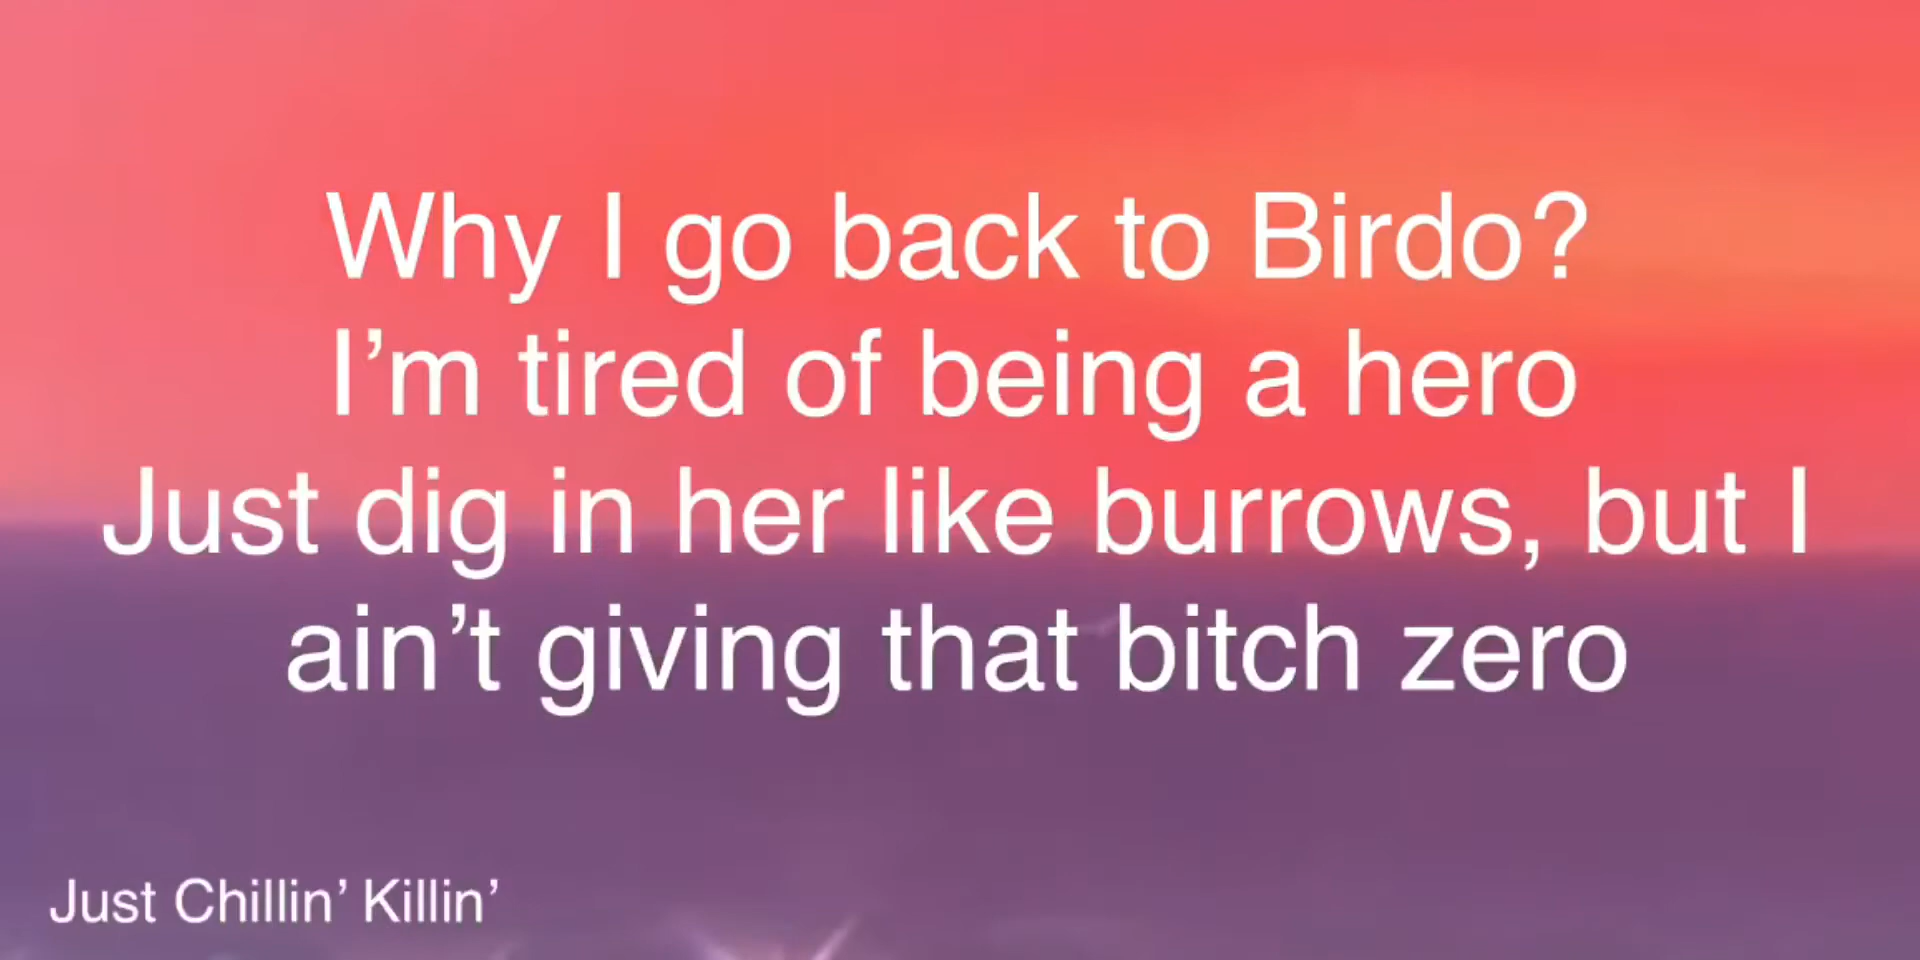 Why I go back to Birdo?
I’m tired of being a hero
Just dig in her like burrows, but I
ain’t giving that bitch zero
Just Chillin’ Killin’